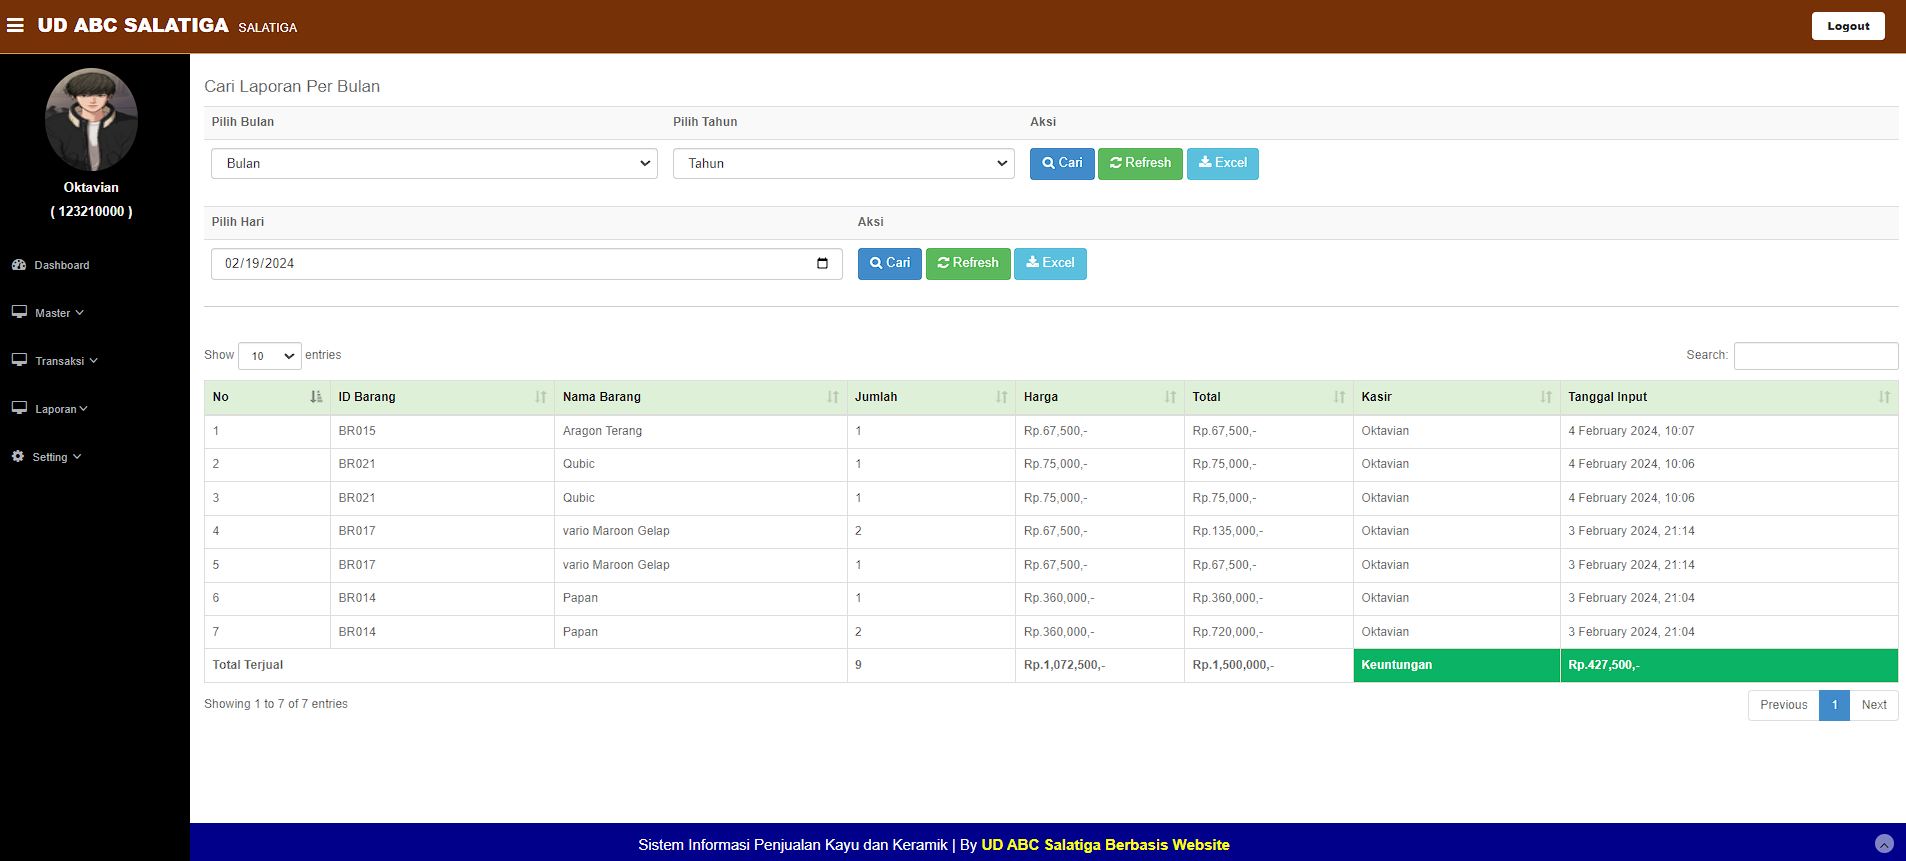 UD ABC SALATIGA SALATIGA Logout
Oktavian
( 123210000 )
Dashboard
Master
Transaksi
Laporan
Setting
Cari Laporan Per Bulan
Pilih Bulan Pilih Tahun Aksi
Bulan Tahun Cari Refresh Excel
Pilih Hari Aksi
02/19/2024 Cari Refresh Excel
Show 10 entries Search:
No ID Barang Nama Barang Jumlah Harga Total Kasir Tanggal Input
1 BR015 Aragon Terang 1 Rp.67,500,- Rp.67,500,- Oktavian 4 February 2024, 10:07
2 BR021 Qubic 1 Rp.75,000,- Rp.75,000,- Oktavian 4 February 2024, 10:06
3 BR021 Qubic 1 Rp.75,000,- Rp.75,000,- Oktavian 4 February 2024, 10:06
4 BR017 vario Maroon Gelap 2 Rp.67,500,- Rp.135,000,- Oktavian 3 February 2024, 21:14
5 BR017 vario Maroon Gelap 1 Rp.67,500,- Rp.67,500,- Oktavian 3 February 2024, 21:14
6 BR014 Papan 1 Rp.360,000,- Rp.360,000,- Oktavian 3 February 2024, 21:04
7 BR014 Papan 2 Rp.360,000,- Rp.720,000,- Oktavian 3 February 2024, 21:04
Total Terjual 9 Rp.1,072,500,- Rp.1,500,000,- Keuntungan Rp.427,500,-
Showing 1 to 7 of 7 entries Previous 1 Next
Sistem Informasi Penjualan Kayu dan Keramik | By UD ABC Salatiga Berbasis Website